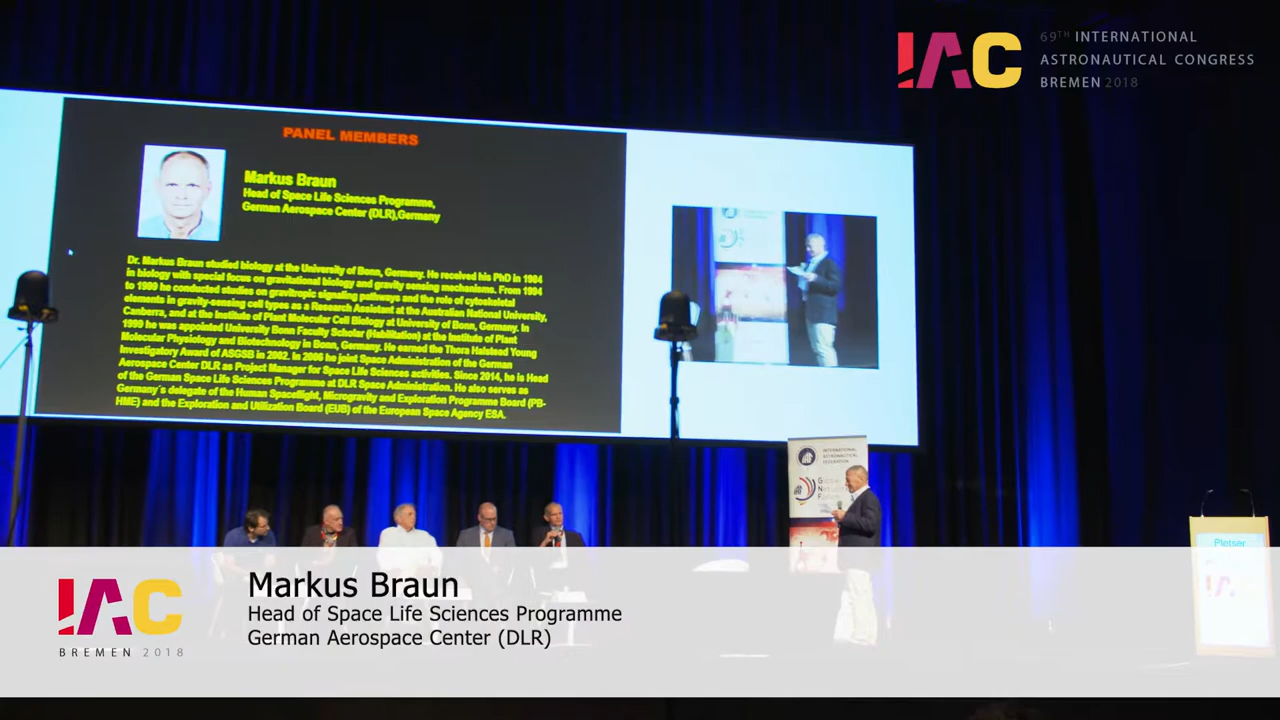 IAC
69TH INTERNATIONAL
ASTRONAUTICAL CONGRESS
BREMEN 2018
PANEL MEMBERS
Markus Braun
Head of Space Life Sciences Programme,
German Aerospace Center (DLR),Germany
Dr. Markus Braun studied biology at the University of Bonn, Germany. He received his PhD in 1984
in biology with special focus on gravitational biology and gravity sensing mechanisms. From 1994
to 1999 he conducted studies on gravitropic signaling pathways and the role of cytoskeletal
elements in gravity-sensing cell types as a Research Assistant at the Australian National University,
Canberra, and at the Institute of Plant Molecular Cell Biology at University of Bonn, Germany. In
1999 he was appointed University Bonn Faculty Scholar (Habilitation) at the Institute of Plant
Molecular Physiology and Biotechnology in Bonn, Germany. He earned the Thora Halstead Young
Investigatory Award of ASGSB in 2002. In 2006 he joint Space Administration of the German
Aerospace Center DLR as Project Manager for Space Life Sciences activities. Since 2014, he is Head
of the German Space Life Sciences Programme at DLR Space Administration. He also serves as
Germany´s delegate of the Human Spaceflight, Microgravity and Exploration Programme Board (PB-
HME) and the Exploration and Utilization Board (EUB) of the European Space Agency ESA.
INTERNATIONAL
ASTRONAUTICAL
FEDERATION
Pletser
IAC
BREMEN 2018
Markus Braun
Head of Space Life Sciences Programme
German Aerospace Center (DLR)